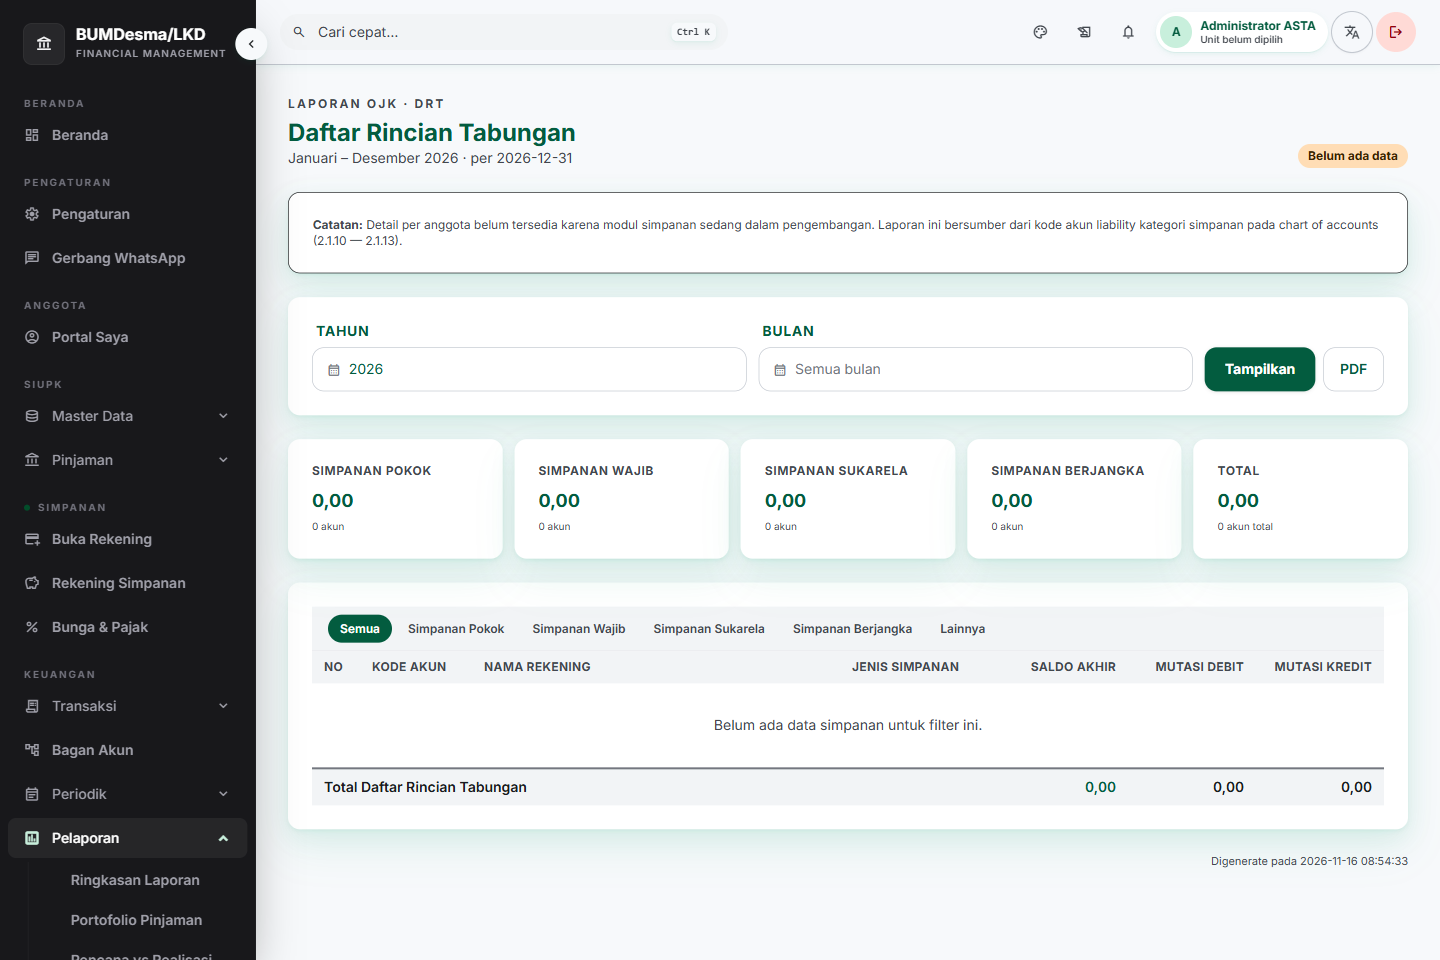 BUMDesma/LKD
FINANCIAL MANAGEMENT
BERANDA
Beranda
PENGATURAN
Pengaturan
Gerbang WhatsApp
ANGGOTA
Portal Saya
SIUPK
Master Data
Pinjaman
SIMPANAN
Buka Rekening
Rekening Simpanan
Bunga & Pajak
KEUANGAN
Transaksi
Bagan Akun
Periodik
Pelaporan
Ringkasan Laporan
Portofolio Pinjaman
Rencana vs Realisasi
Cari cepat...
Ctrl K
A
Administrator ASTA
Unit belum dipilih
LAPORAN OJK · DRT
Daftar Rincian Tabungan
Januari – Desember 2026 · per 2026-12-31
Belum ada data
Catatan: Detail per anggota belum tersedia karena modul simpanan sedang dalam pengembangan. Laporan ini bersumber dari kode akun liability kategori simpanan pada chart of accounts
(2.1.10 — 2.1.13).
TAHUN
2026
BULAN
Semua bulan
Tampilkan
PDF
SIMPANAN POKOK
0,00
0 akun
SIMPANAN WAJIB
0,00
0 akun
SIMPANAN SUKARELA
0,00
0 akun
SIMPANAN BERJANGKA
0,00
0 akun
TOTAL
0,00
0 akun total
Semua Simpanan Pokok Simpanan Wajib Simpanan Sukarela Simpanan Berjangka Lainnya
NO KODE AKUN NAMA REKENING JENIS SIMPANAN SALDO AKHIR MUTASI DEBIT MUTASI KREDIT
Belum ada data simpanan untuk filter ini.
Total Daftar Rincian Tabungan 0,00 0,00 0,00
Digenerate pada 2026-11-16 08:54:33